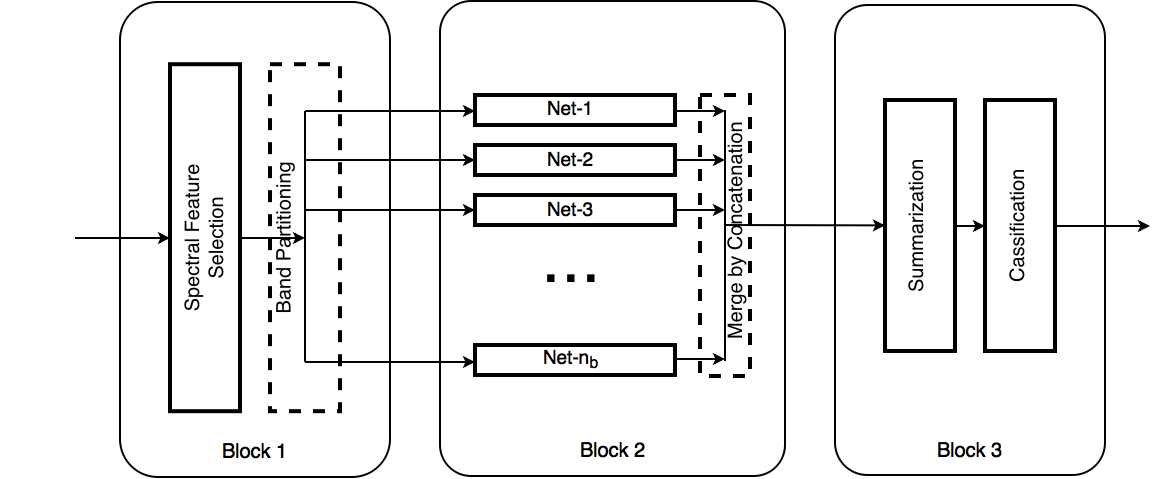 Spectral Feature
Selection
Band Partitioning
Block 1
Net-1
Net-2
Net-3
...
Net-nb
Merge by Concatenation
Block 2
Summarization
Cassification
Block 3